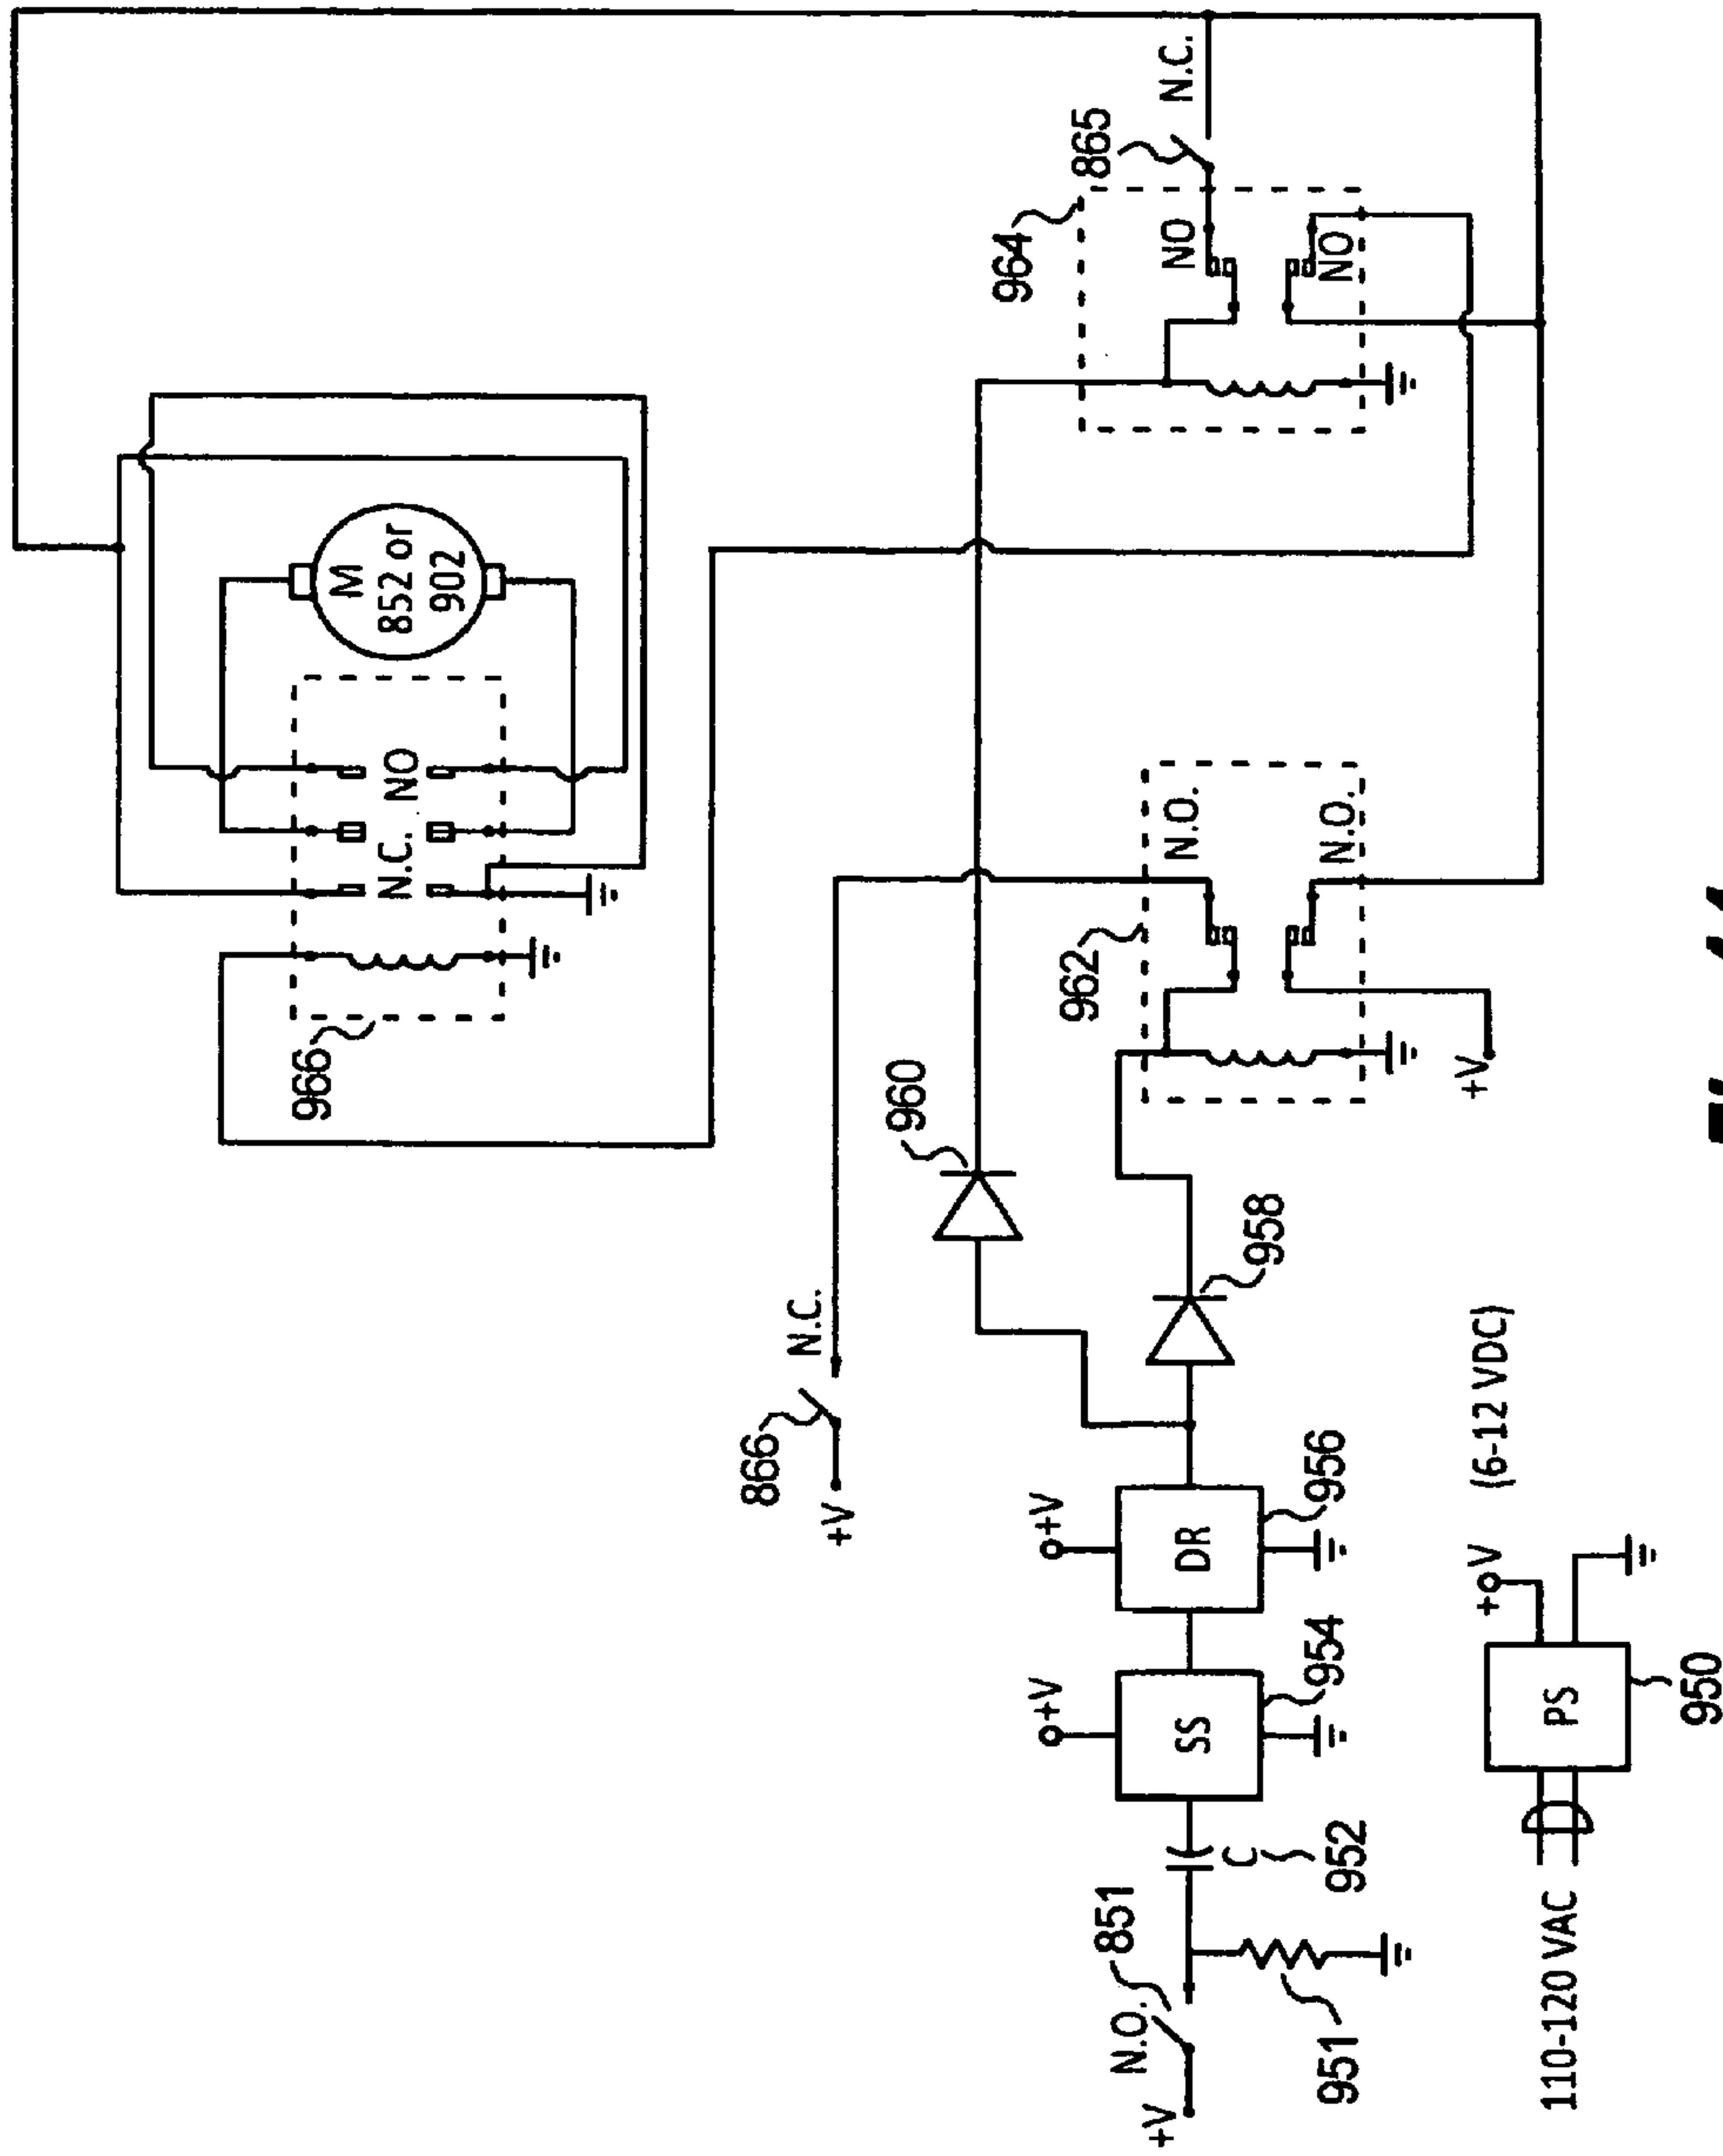 N.C.
865
964
NO
NO
M
852 or
902
NO
N.C.
966
N.O.
N.O.
962
+V
960
958
N.C.
866
+V
(6-12 VDC)
+V
DR
956
+V
SS
954
+V
PS
950
C
952
851
N.O.
951
+V
110-120 VAC